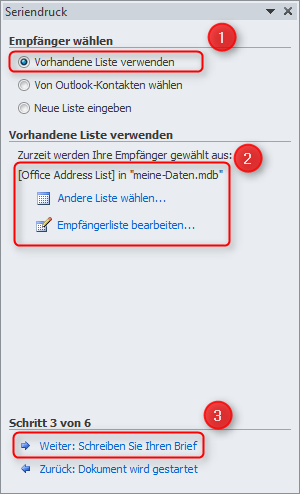 Seriendruck
Empfänger wählen
1
Vorhandene Liste verwenden
Von Outlook-Kontakten wählen
Neue Liste eingeben
Vorhandene Liste verwenden
Zurzeit werden Ihre Empfänger gewählt aus:
2
[Office Address List] in "meine-Daten.mdb"
Andere Liste wählen...
Empfängerliste bearbeiten...
Schritt 3 von 6
3
Weiter: Schreiben Sie Ihren Brief
Zurück: Dokument wird gestartet